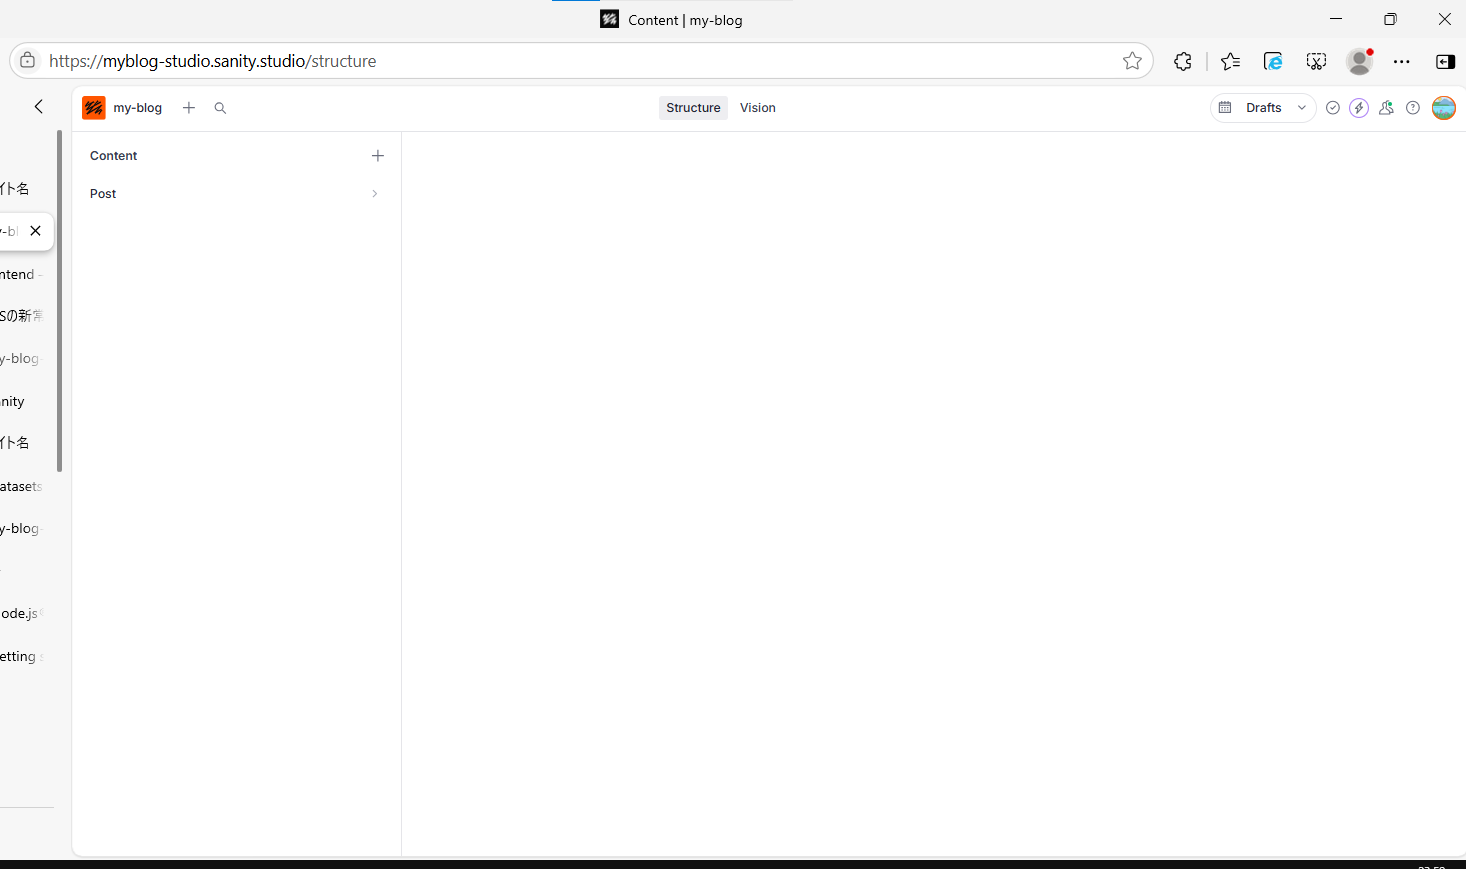 Content | my-blog
https://myblog-studio.sanity.studio/structure
my-blog
Structure
Vision
Drafts
Content
Post
イト名
y-bl
ntend -
Sの新常
y-blog-
nity
イト名
atasets
y-blog-
ode.js
etting s